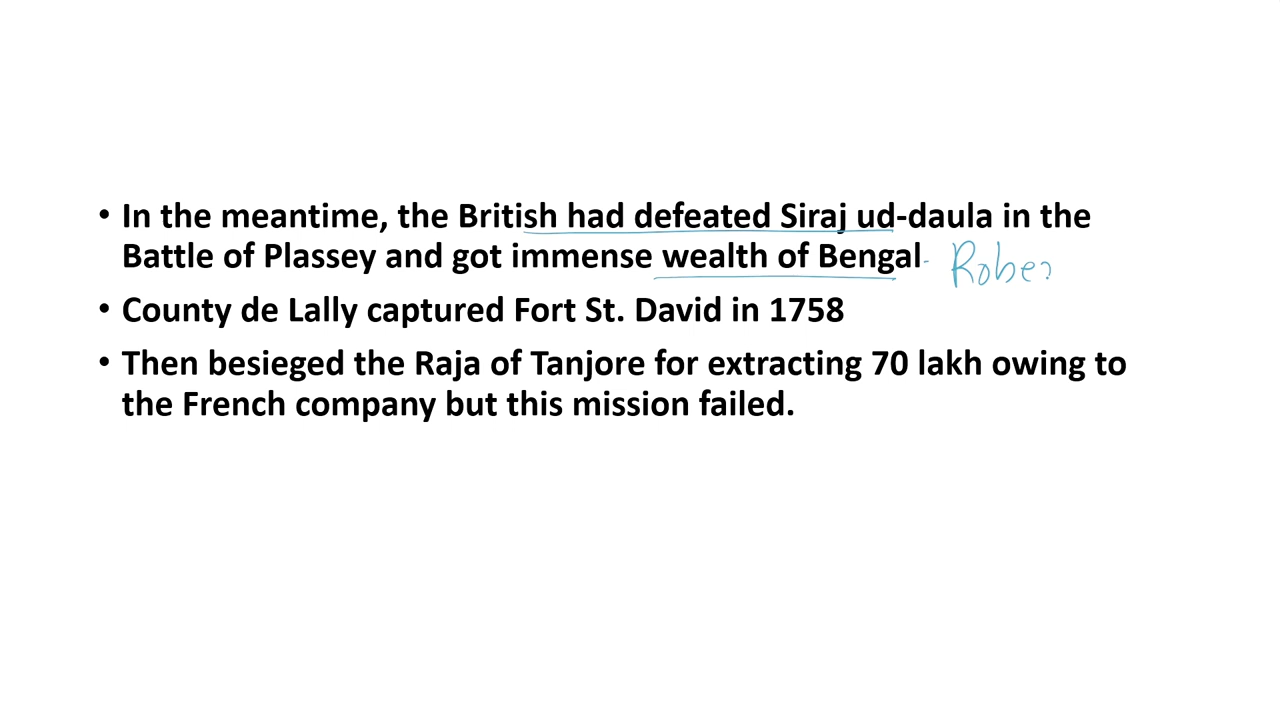 • In the meantime, the British had defeated Siraj ud-daula in the
Battle of Plassey and got immense wealth of Bengal - Rober
• County de Lally captured Fort St. David in 1758
• Then besieged the Raja of Tanjore for extracting 70 lakh owing to
the French company but this mission failed.